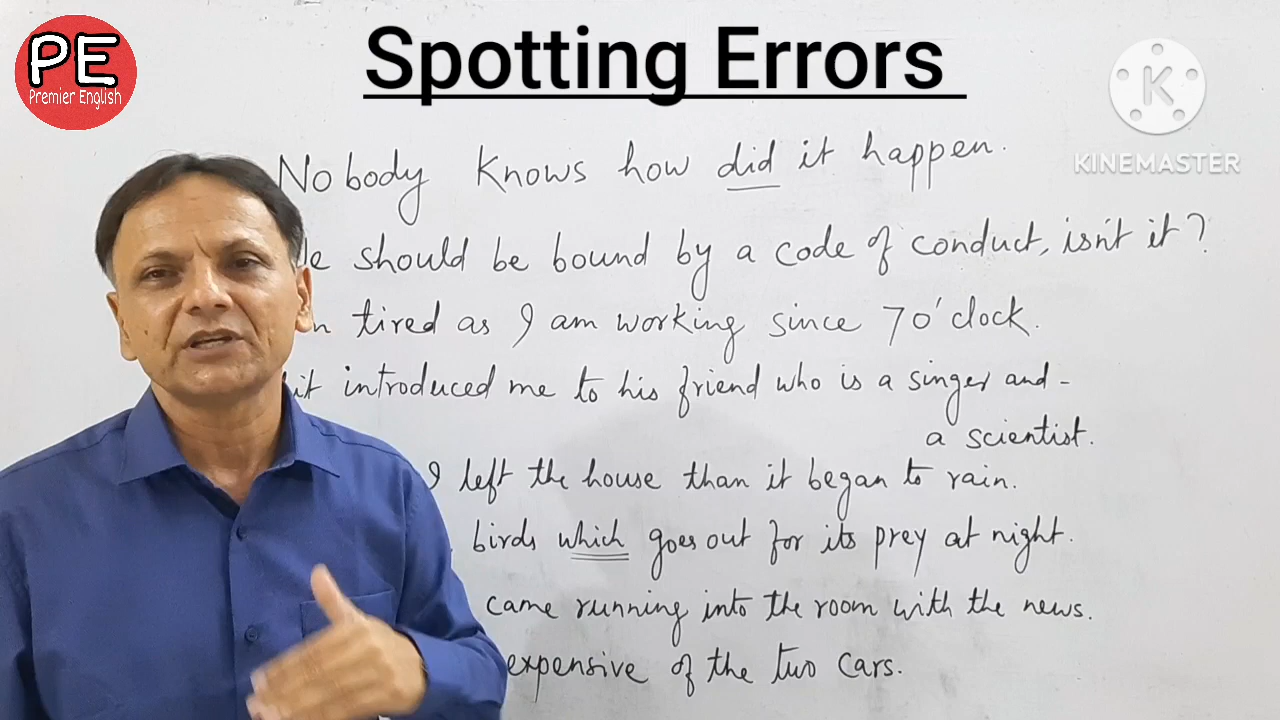 PE
Premier English
Spotting Errors
K
KINEMASTER
Nobody knows how did it happen.
should be bound by a code of conduct, isn't it?
tired as I am working since 7 O'clock.
introduced me to his friend who is a singer and -
a scientist.
I left the house than it began to rain.
birds which goes out for its prey at night.
came running into the room with the news.
expensive of the two cars.